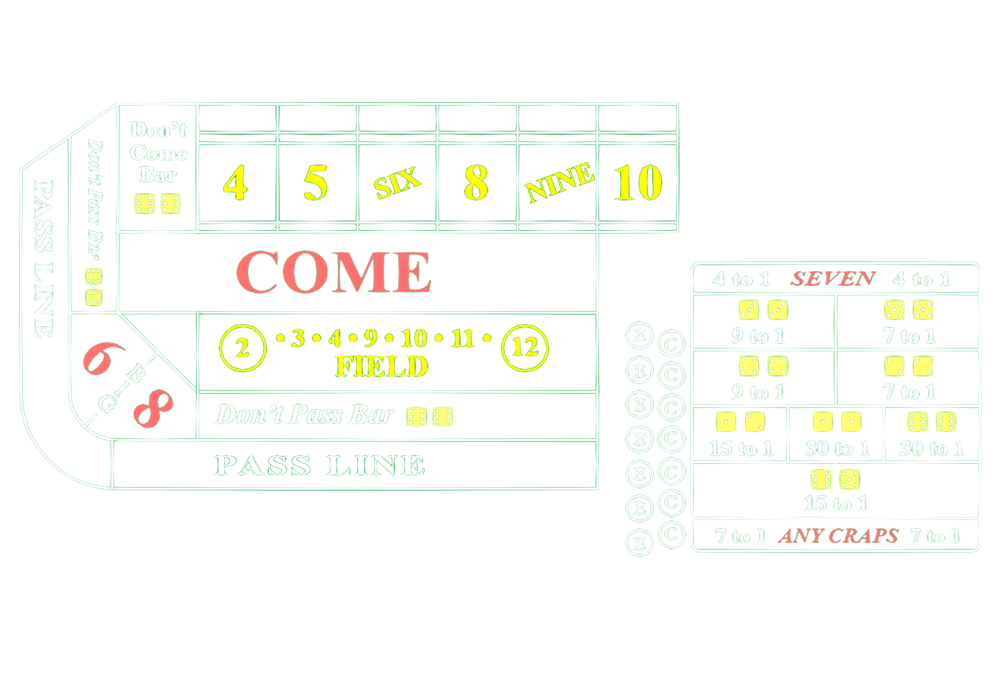 PASS LINE
Don't Pass Bar
Don't
Come
Bar
4 5 SIX 8 NINE 10
COME
2 • 3 • 4 • 9 • 10 • 11 • 12
FIELD
6 BIG 8
Don't Pass Bar
PASS LINE
E C
E C
E C
E C
E C
E C
E C
4 to 1 SEVEN 4 to 1
9 to 1 7 to 1
9 to 1 7 to 1
15 to 1 30 to 1 30 to 1
15 to 1
7 to 1 ANY CRAPS 7 to 1